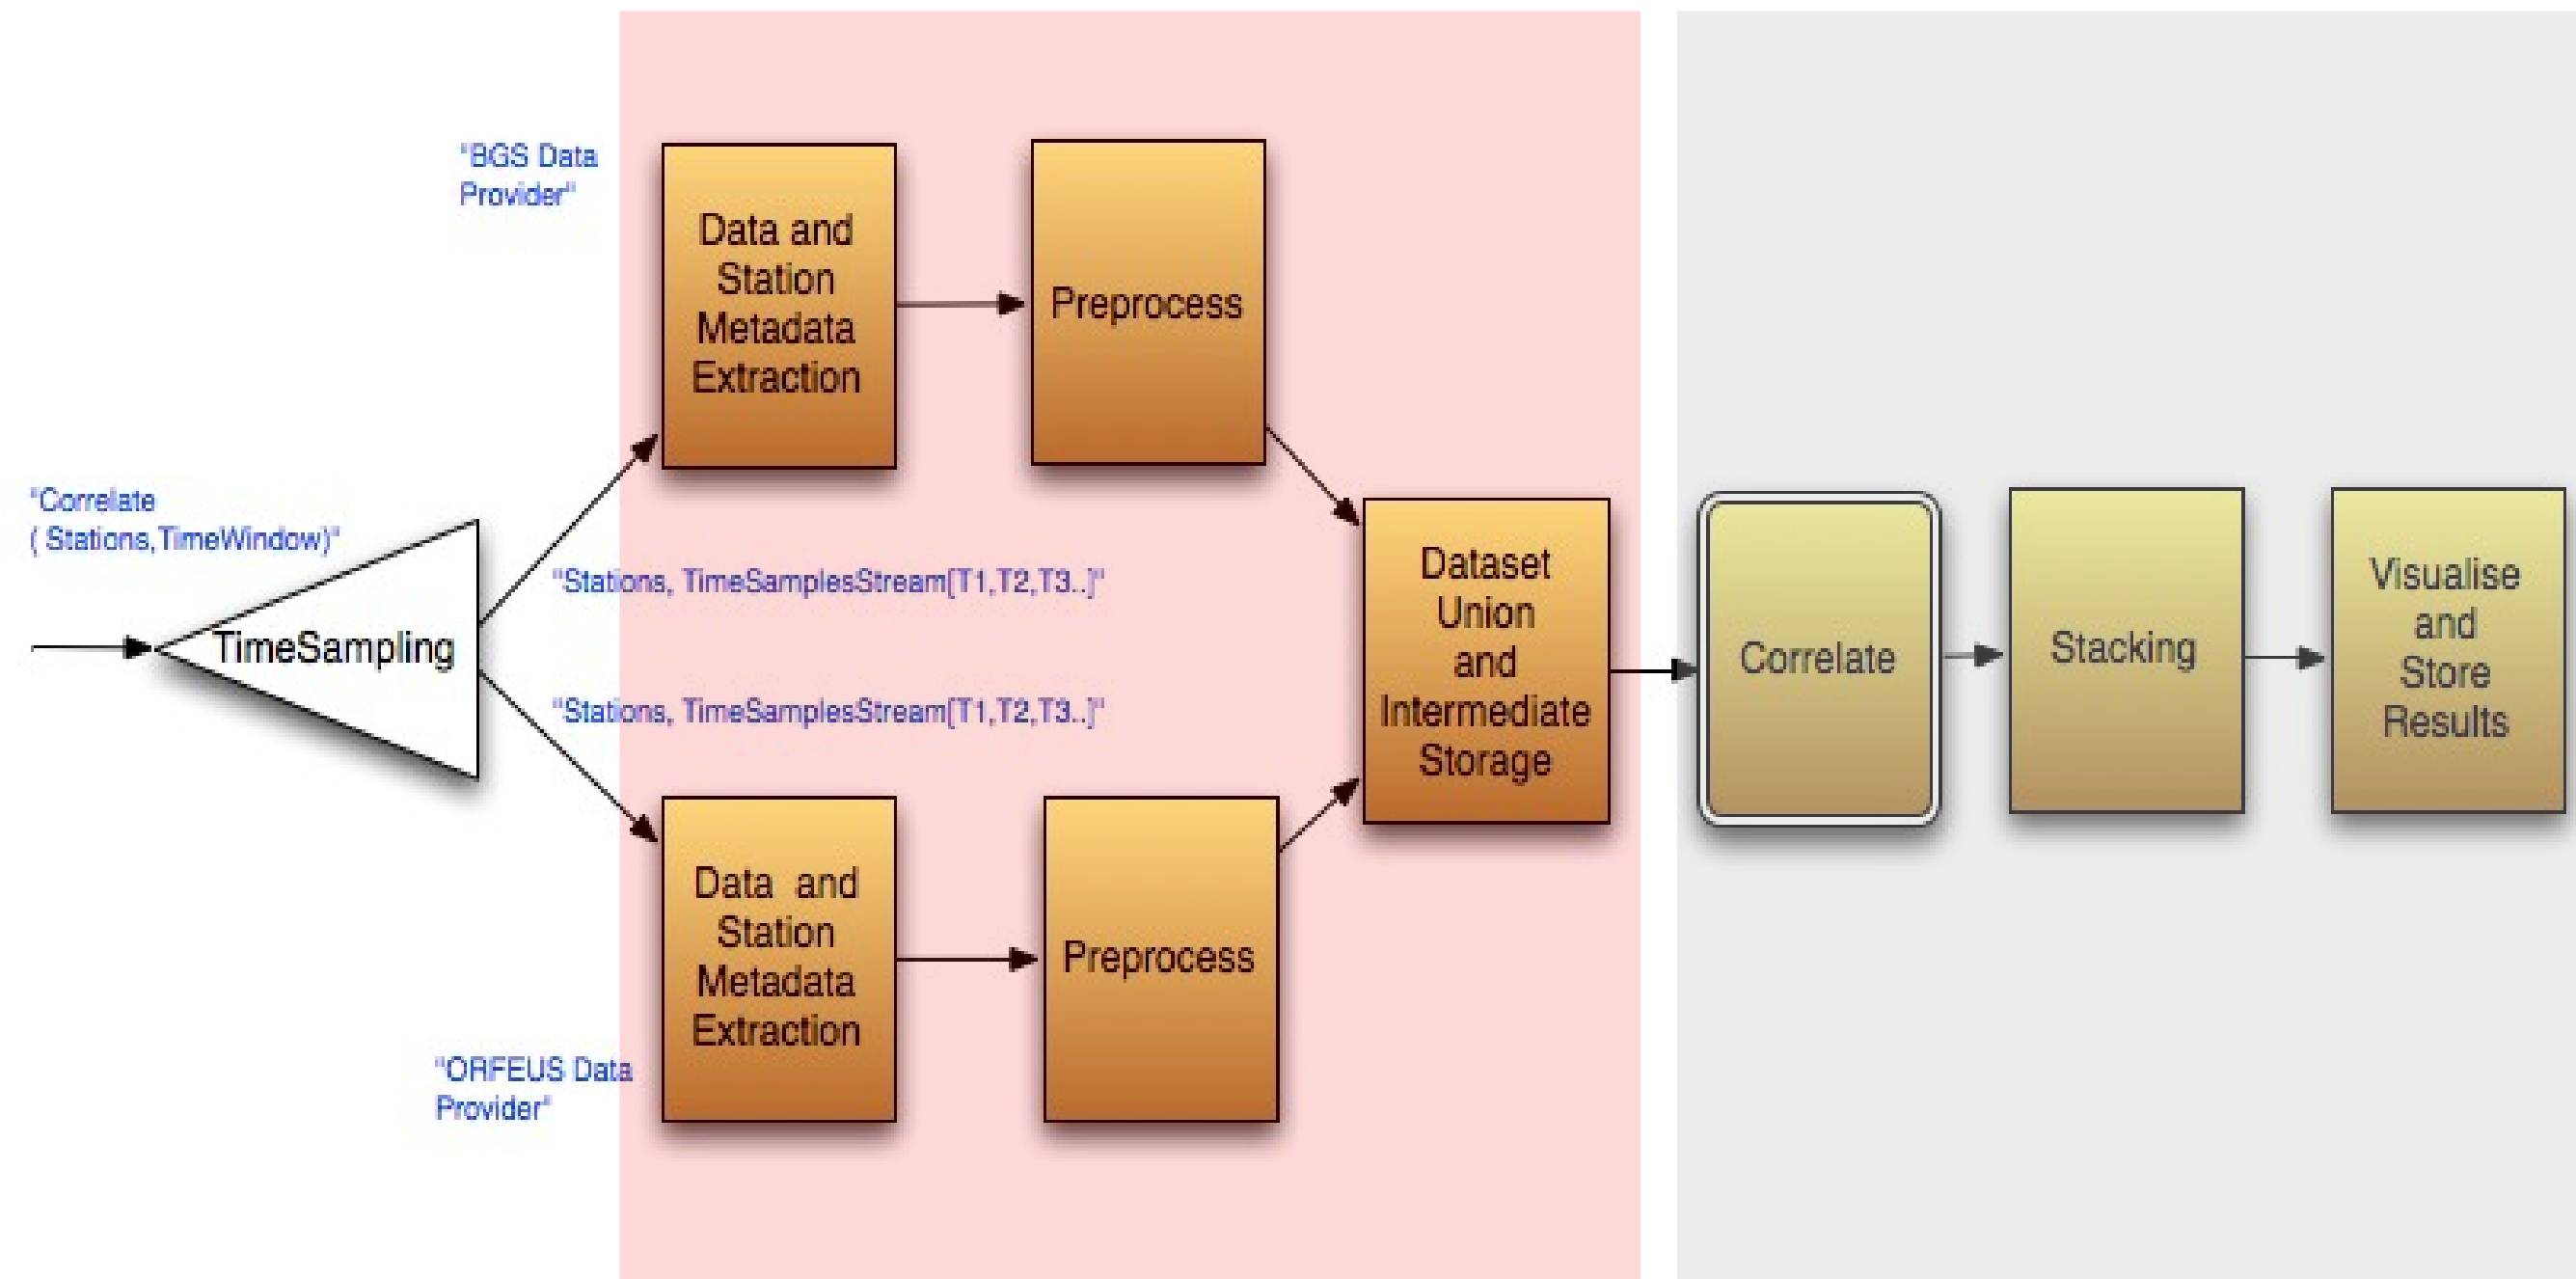 "BGS Data
Provider"
Data and
Station
Metadata
Extraction
Preprocess
"Correlate
( Stations,TimeWindow)"
TimeSampling
"Stations, TimeSamplesStream[T1,T2,T3..]"
"Stations, TimeSamplesStream[T1,T2,T3..]"
Data  and
Station
Metadata
Extraction
"ORFEUS Data
Provider"
Preprocess
Dataset
Union
and
Intermediate
Storage
Correlate
Stacking
Visualise
and
Store
Results